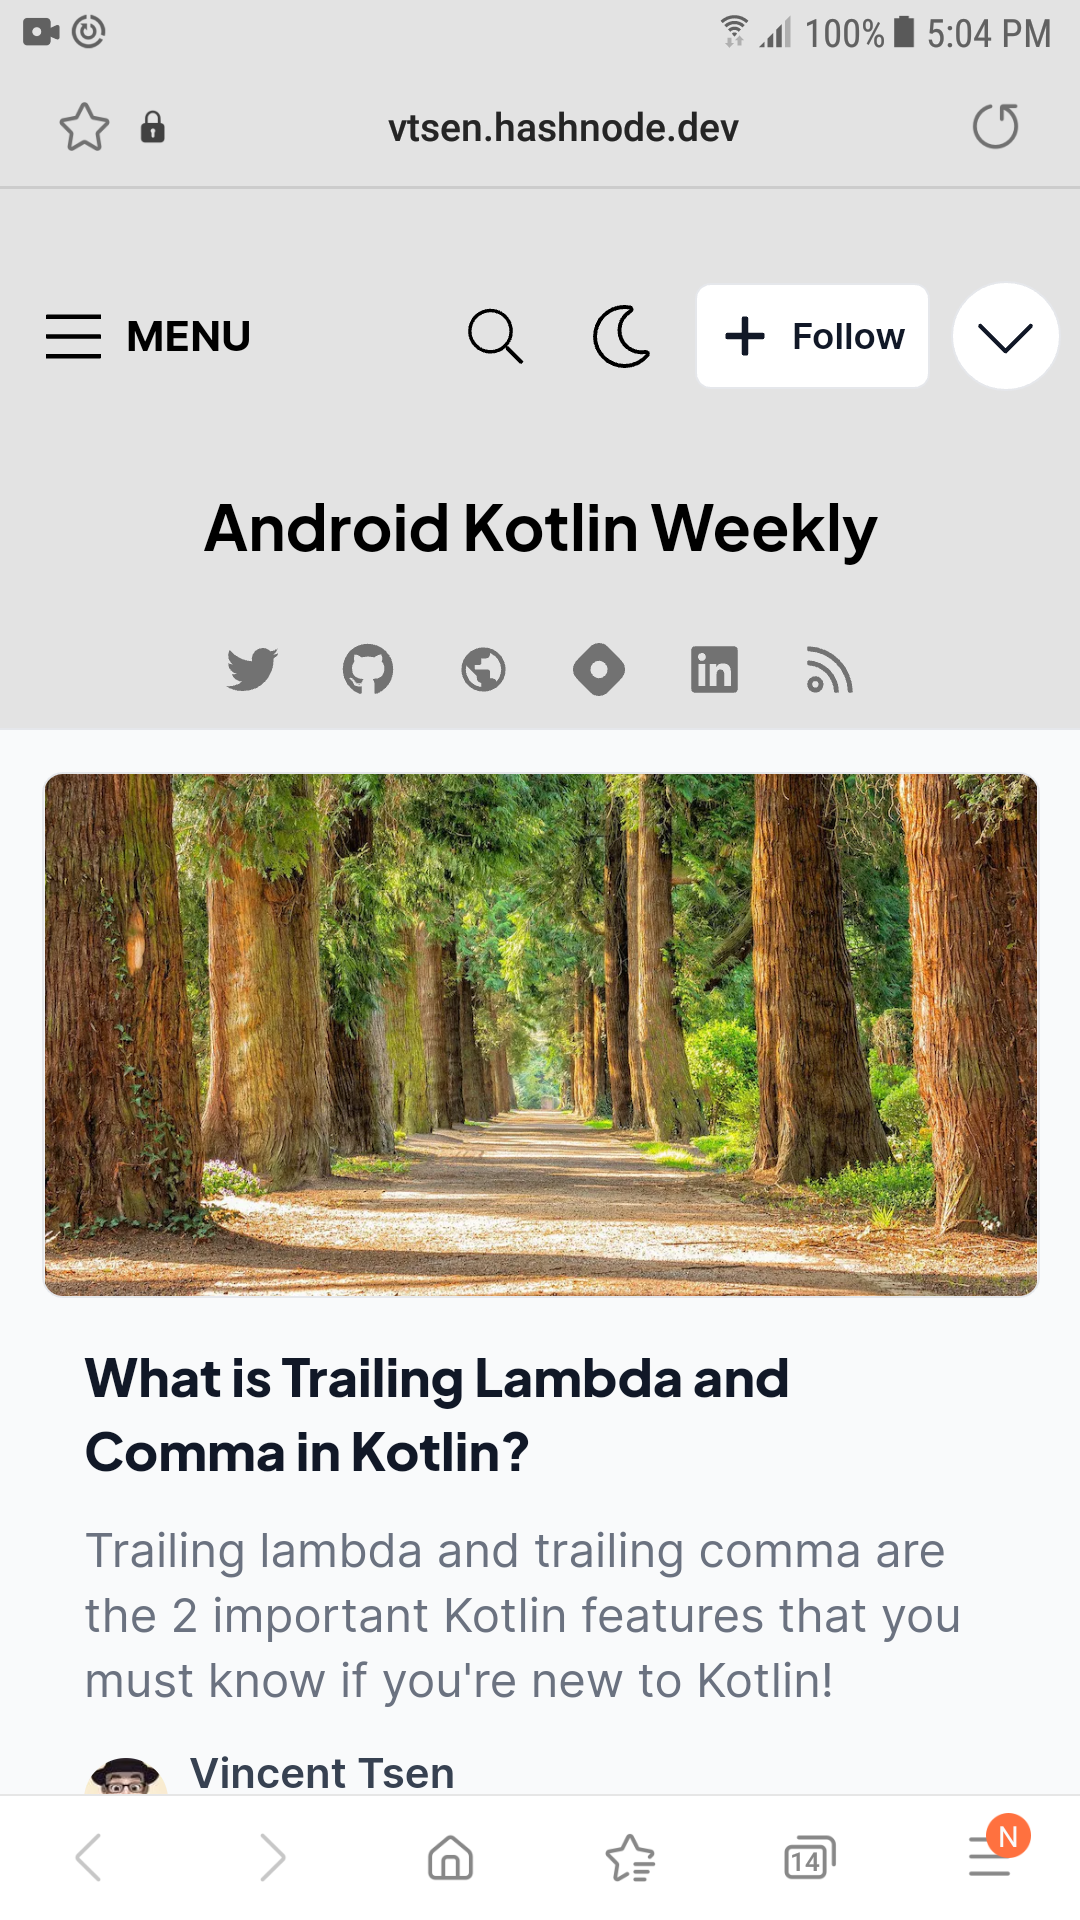 100% 5:04 PM
vtsen.hashnode.dev
MENU
Follow
Android Kotlin Weekly
in
What is Trailing Lambda and
Comma in Kotlin?
Trailing lambda and trailing comma are
the 2 important Kotlin features that you
must know if you're new to Kotlin!
Vincent Tsen
14
N